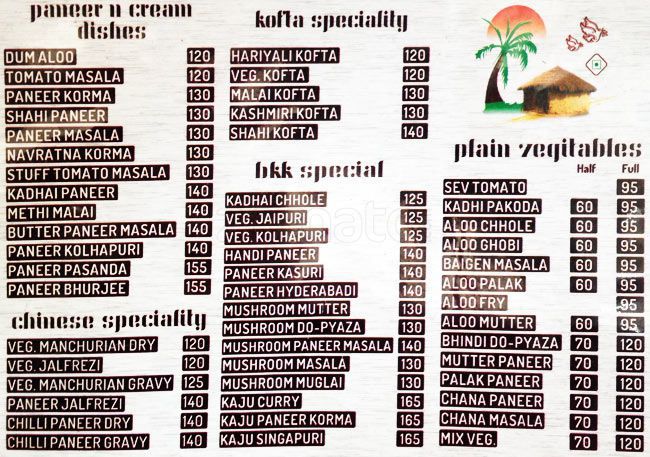 paneer n cream
dishes
DUM ALOO 120
TOMATO MASALA 120
PANEER KORMA 130
SHAHI PANEER 130
PANEER MASALA 130
NAVRATNA KORMA 130
STUFF TOMATO MASALA 130
KADHAI PANEER 140
METHI MALAI 140
BUTTER PANEER MASALA 140
PANEER KOLHAPURI 140
PANEER PASANDA 155
PANEER BHURJEE 155
chinese speciality
VEG. MANCHURIAN DRY 120
VEG. JALFREZI 120
VEG. MANCHURIAN GRAVY 125
PANEER JALFREZI 140
CHILLI PANEER DRY 140
CHILLI PANEER GRAVY 140
kofta speciality
HARIYALI KOFTA 120
VEG. KOFTA 120
MALAI KOFTA 130
KASHMIRI KOFTA 130
SHAHI KOFTA 140
bkk special
KADHAI CHHOLE 125
VEG. JAIPURI 125
VEG. KOLHAPURI 125
HANDI PANEER 140
PANEER KASURI 140
PANEER HYDERABADI 140
MUSHROOM MUTTER 130
MUSHROOM DO-PYAZA 130
MUSHROOM PANEER MASALA 140
MUSHROOM MASALA 130
MUSHROOM MUGLAI 130
KAJU CURRY 165
KAJU PANEER KORMA 165
KAJU SINGAPURI 165
plain vegitables
Half Full
SEV TOMATO 95
KADHI PAKODA 60 95
ALOO CHHOLE 60 95
ALOO GHOBI 60 95
BAIGEN MASALA 60 95
ALOO PALAK 60 95
ALOO FRY 95
ALOO MUTTER 60 95
BHINDI DO-PYAZA 70 120
MUTTER PANEER 70 120
PALAK PANEER 70 120
CHANA PANEER 70 120
CHANA MASALA 70 120
MIX VEG. 70 120